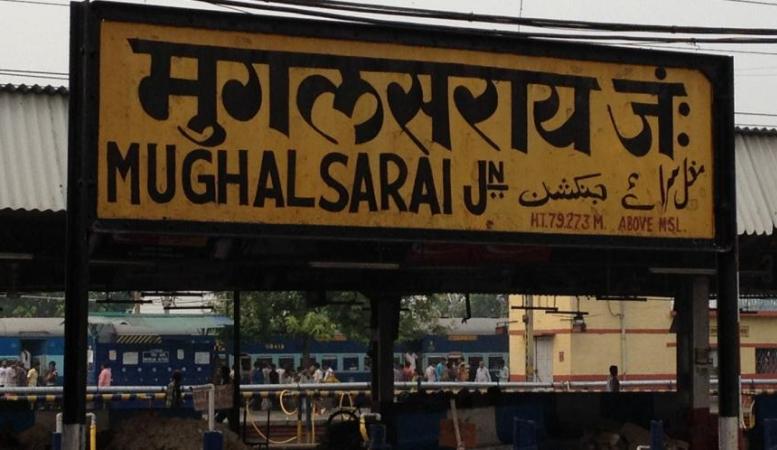 मुगलसराय जं:
MUGHALSARAI JN
مغل سرائے جنکشن
HT.79.273 M. ABOVE MSL.